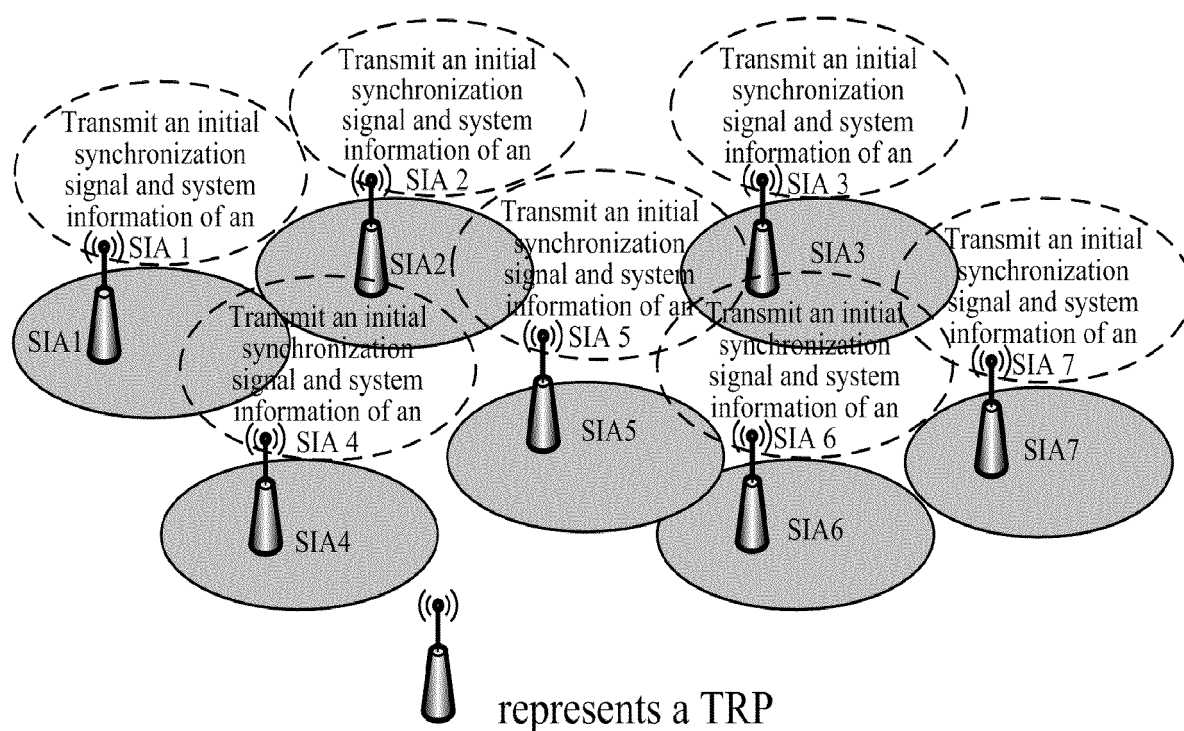 Transmit an initial
synchronization
signal and system
information of an
SIA 1
Transmit an initial
synchronization
signal and system
information of an
SIA 2
Transmit an initial
synchronization
signal and system
information of an
SIA 3
Transmit an initial
synchronization
signal and system
information of an
SIA 4
Transmit an initial
synchronization
signal and system
information of an
SIA 5
Transmit an initial
synchronization
signal and system
information of an
SIA 6
Transmit an initial
synchronization
signal and system
information of an
SIA 7
SIA1
SIA2
SIA3
SIA4
SIA5
SIA6
SIA7
represents a TRP